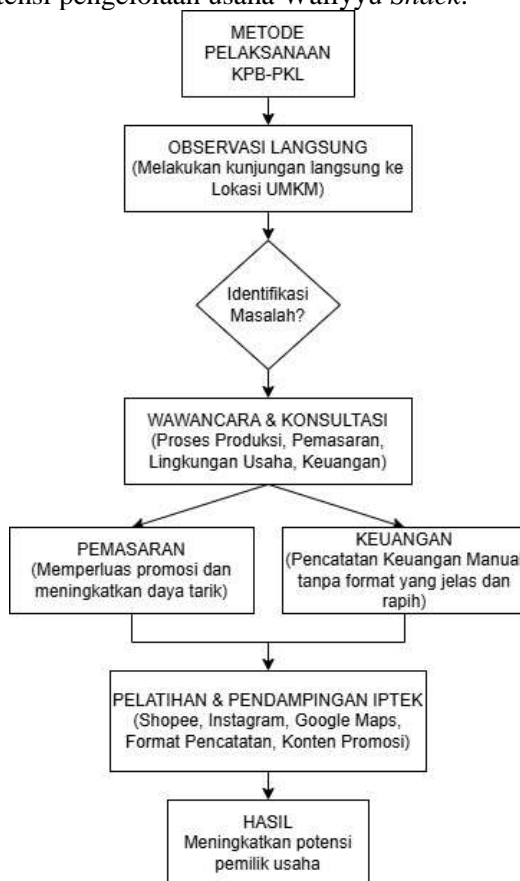 tensi pengelolaan usaha Wafiyya Snack.
METODE
PELAKSANAAN
KPB-PKL
OBSERVASI LANGSUNG
(Melakukan kunjungan langsung ke
Lokasi UMKM)
Identifikasi
Masalah?
WAWANCARA & KONSULTASI
(Proses Produksi, Pemasaran,
Lingkungan Usaha, Keuangan)
PEMASARAN
(Memperluas promosi dan
meningkatkan daya tarik)
KEUANGAN
(Pencatatan Keuangan Manual
tanpa format yang jelas dan
rapih)
PELATIHAN & PENDAMPINGAN IPTEK
(Shopee, Instagram, Google Maps,
Format Pencatatan, Konten Promosi)
HASIL
Meningkatkan potensi
pemilik usaha